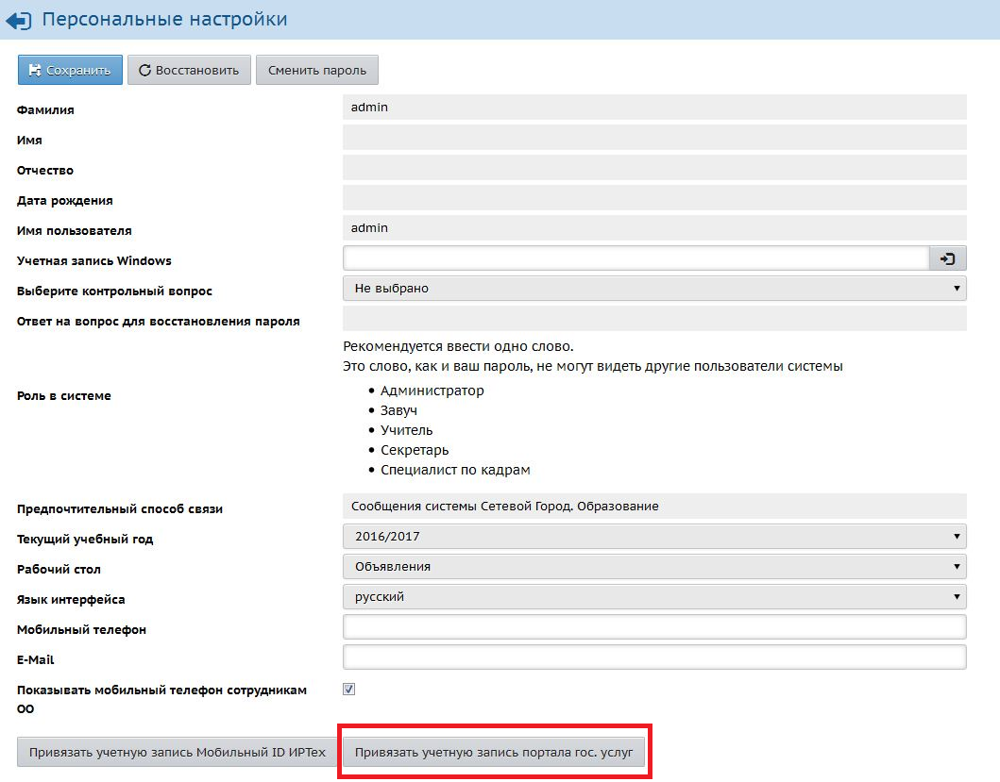 Персональные настройки
Сохранить Восстановить Сменить пароль
Фамилия admin
Имя
Отчество
Дата рождения
Имя пользователя admin
Учетная запись Windows
Выберите контрольный вопрос Не выбрано
Ответ на вопрос для восстановления пароля
Рекомендуется ввести одно слово.
Это слово, как и ваш пароль, не могут видеть другие пользователи системы
Роль в системе
• Администратор
• Завуч
• Учитель
• Секретарь
• Специалист по кадрам
Предпочтительный способ связи Сообщения системы Сетевой Город. Образование
Текущий учебный год 2016/2017
Рабочий стол Объявления
Язык интерфейса русский
Мобильный телефон
E-Mail
Показывать мобильный телефон сотрудникам
ОО
Привязать учетную запись Мобильный ID ИРТех Привязать учетную запись портала гос. услуг